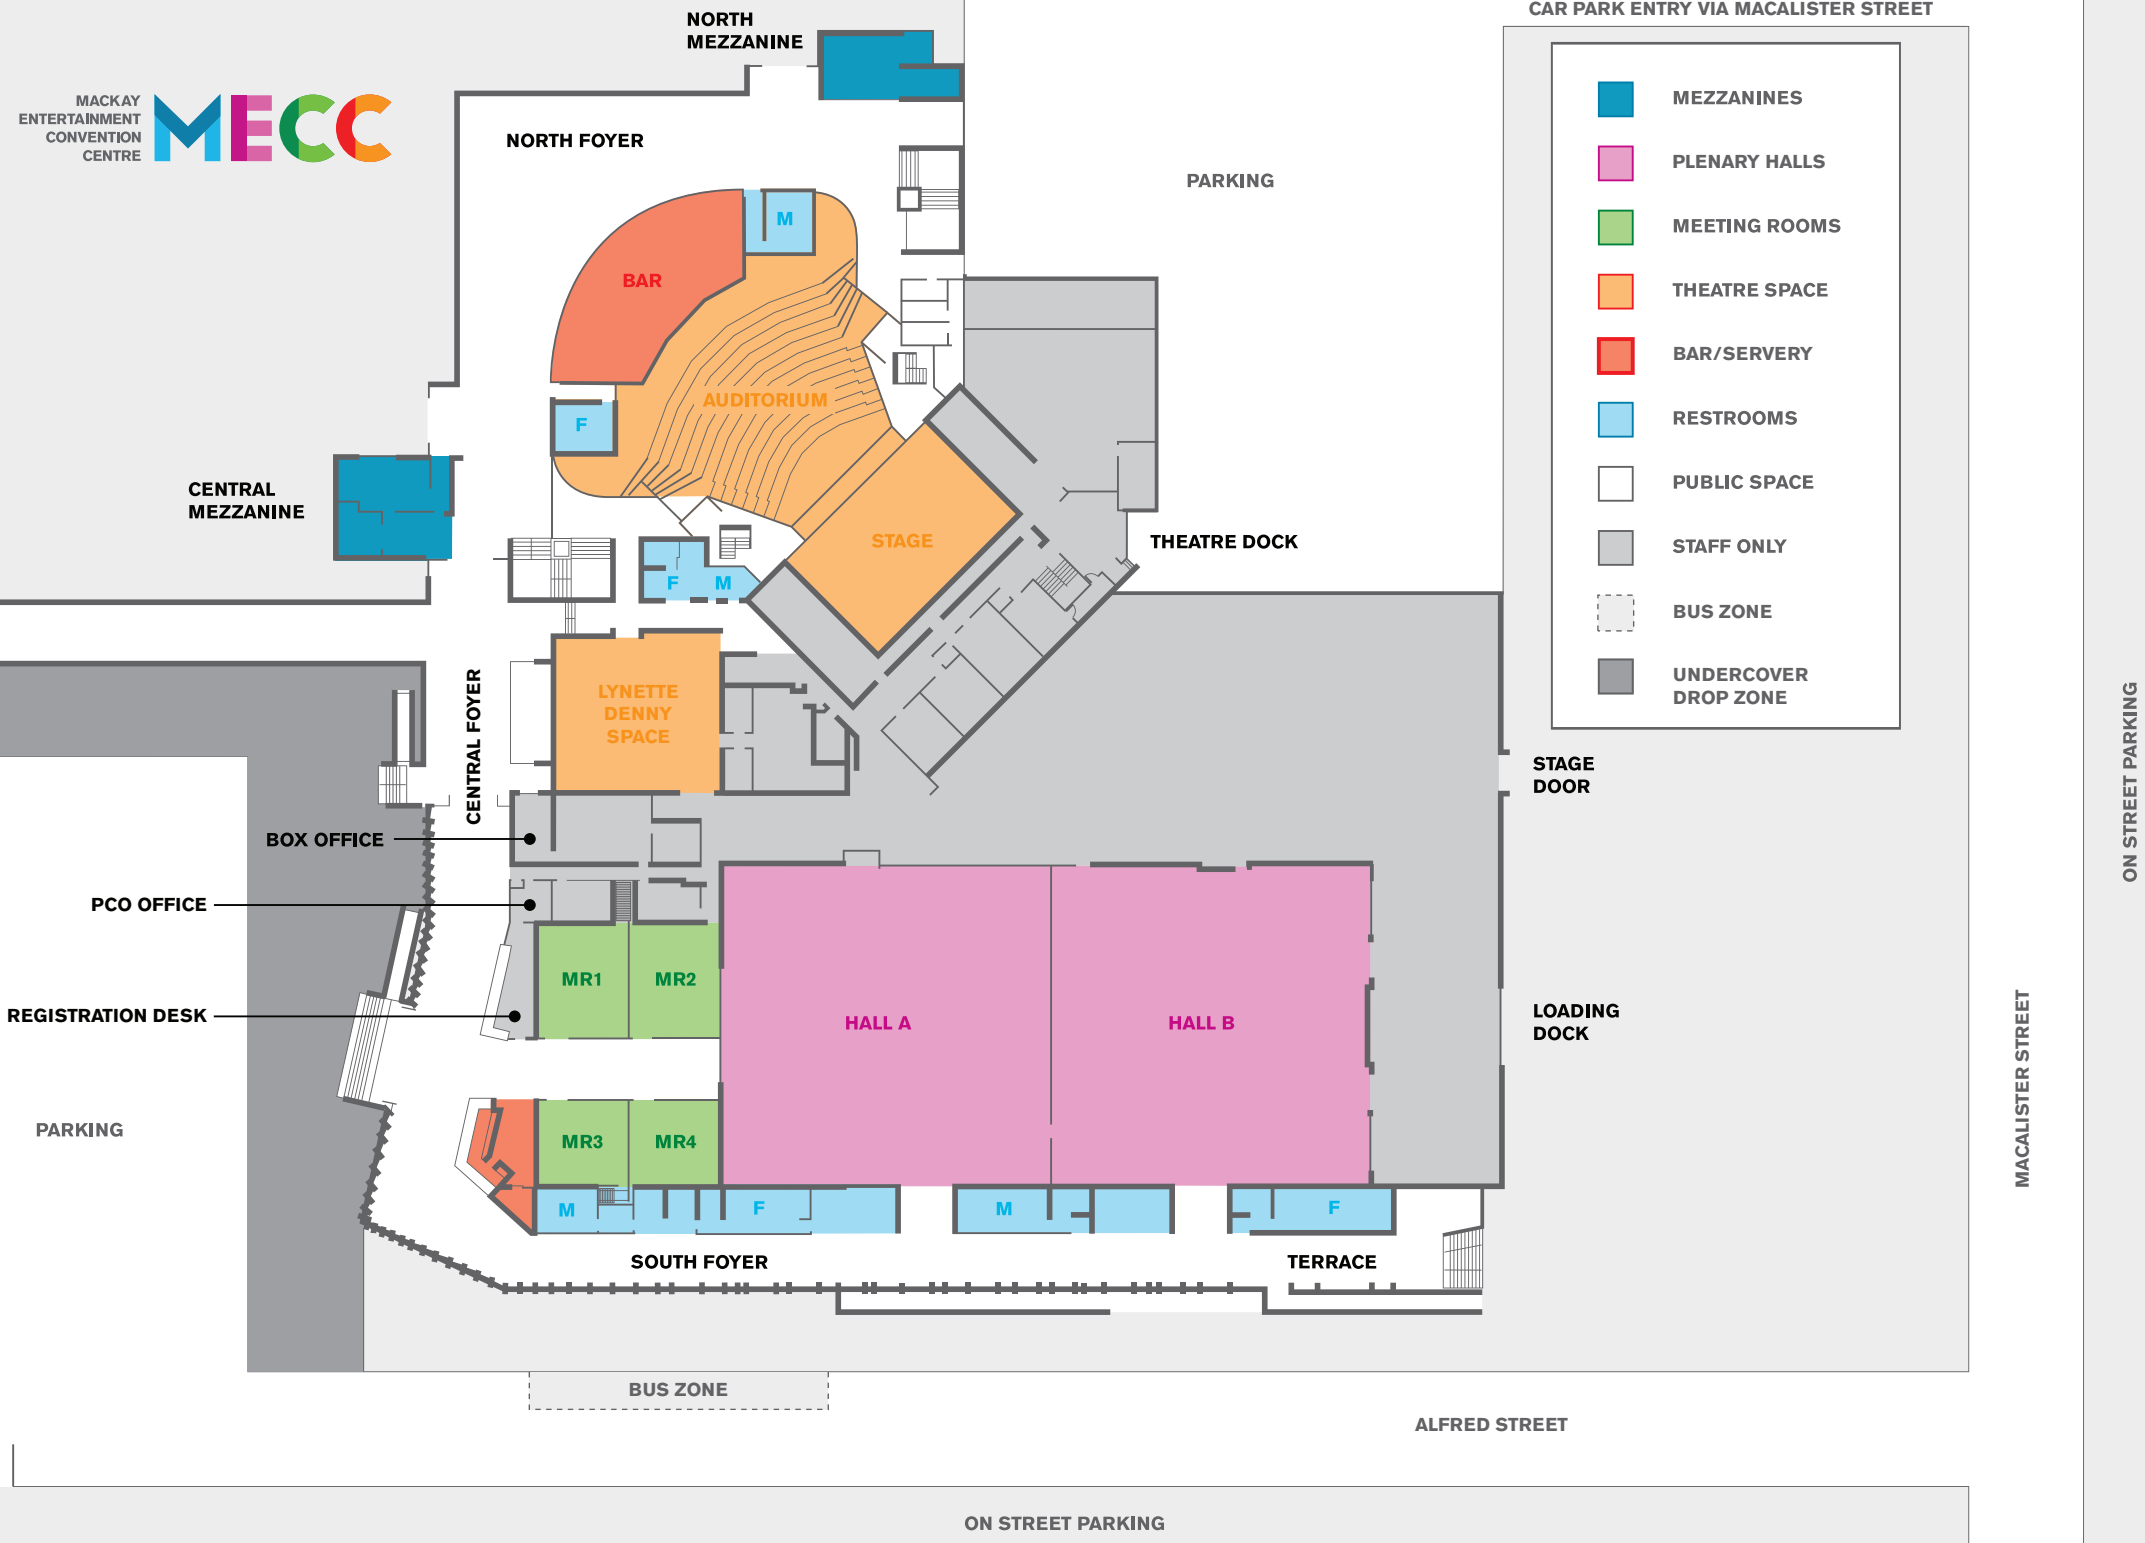 CAR PARK ENTRY VIA MACALISTER STREET
NORTH
MEZZANINE
MACKAY
ENTERTAINMENT
CONVENTION
CENTRE
MECC
NORTH FOYER
PARKING
MEZZANINES
PLENARY HALLS
MEETING ROOMS
THEATRE SPACE
BAR/SERVERY
RESTROOMS
PUBLIC SPACE
STAFF ONLY
BUS ZONE
UNDERCOVER
DROP ZONE
M
BAR
AUDITORIUM
F
CENTRAL
MEZZANINE
STAGE
THEATRE DOCK
F
M
LYNETTE
DENNY
SPACE
CENTRAL FOYER
STAGE
DOOR
ON STREET PARKING
BOX OFFICE
PCO OFFICE
MR1
MR2
REGISTRATION DESK
HALL A
HALL B
LOADING
DOCK
MACALISTER STREET
PARKING
MR3
MR4
M
F
M
F
SOUTH FOYER
TERRACE
BUS ZONE
ALFRED STREET
ON STREET PARKING